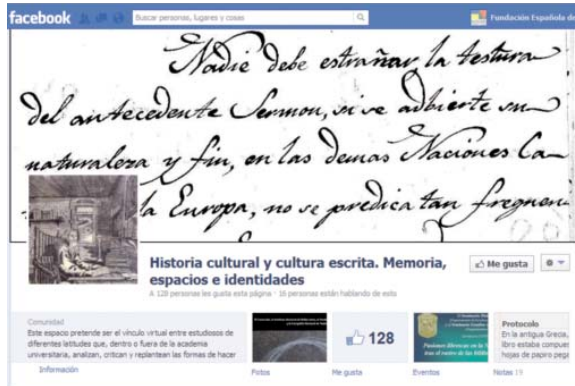 facebook
Buscar personas, lugares y cosas
Fundación Española de
Nadie debe estrañar la testura
del antecedente Sermon, si se adbierte su
naturaleza y fin, en las demas Naciones Ca
la Europa, no se predica tan frequen
Historia cultural y cultura escrita. Memoria,
espacios e identidades
Me gusta
A 128 personas les gusta esta página · 16 personas están hablando de esto
Comunidad
Este espacio pretende ser el vínculo virtual entre estudiosos de
diferentes latitudes que, dentro o fuera de la academia
universitaria, analizan, critican y replantean las formas de hacer
Información
Fotos
128
Me gusta
Eventos
Protocolo
En la antigua Grecia,
libro estaba compues
hojas de papiro pega
Notas 19